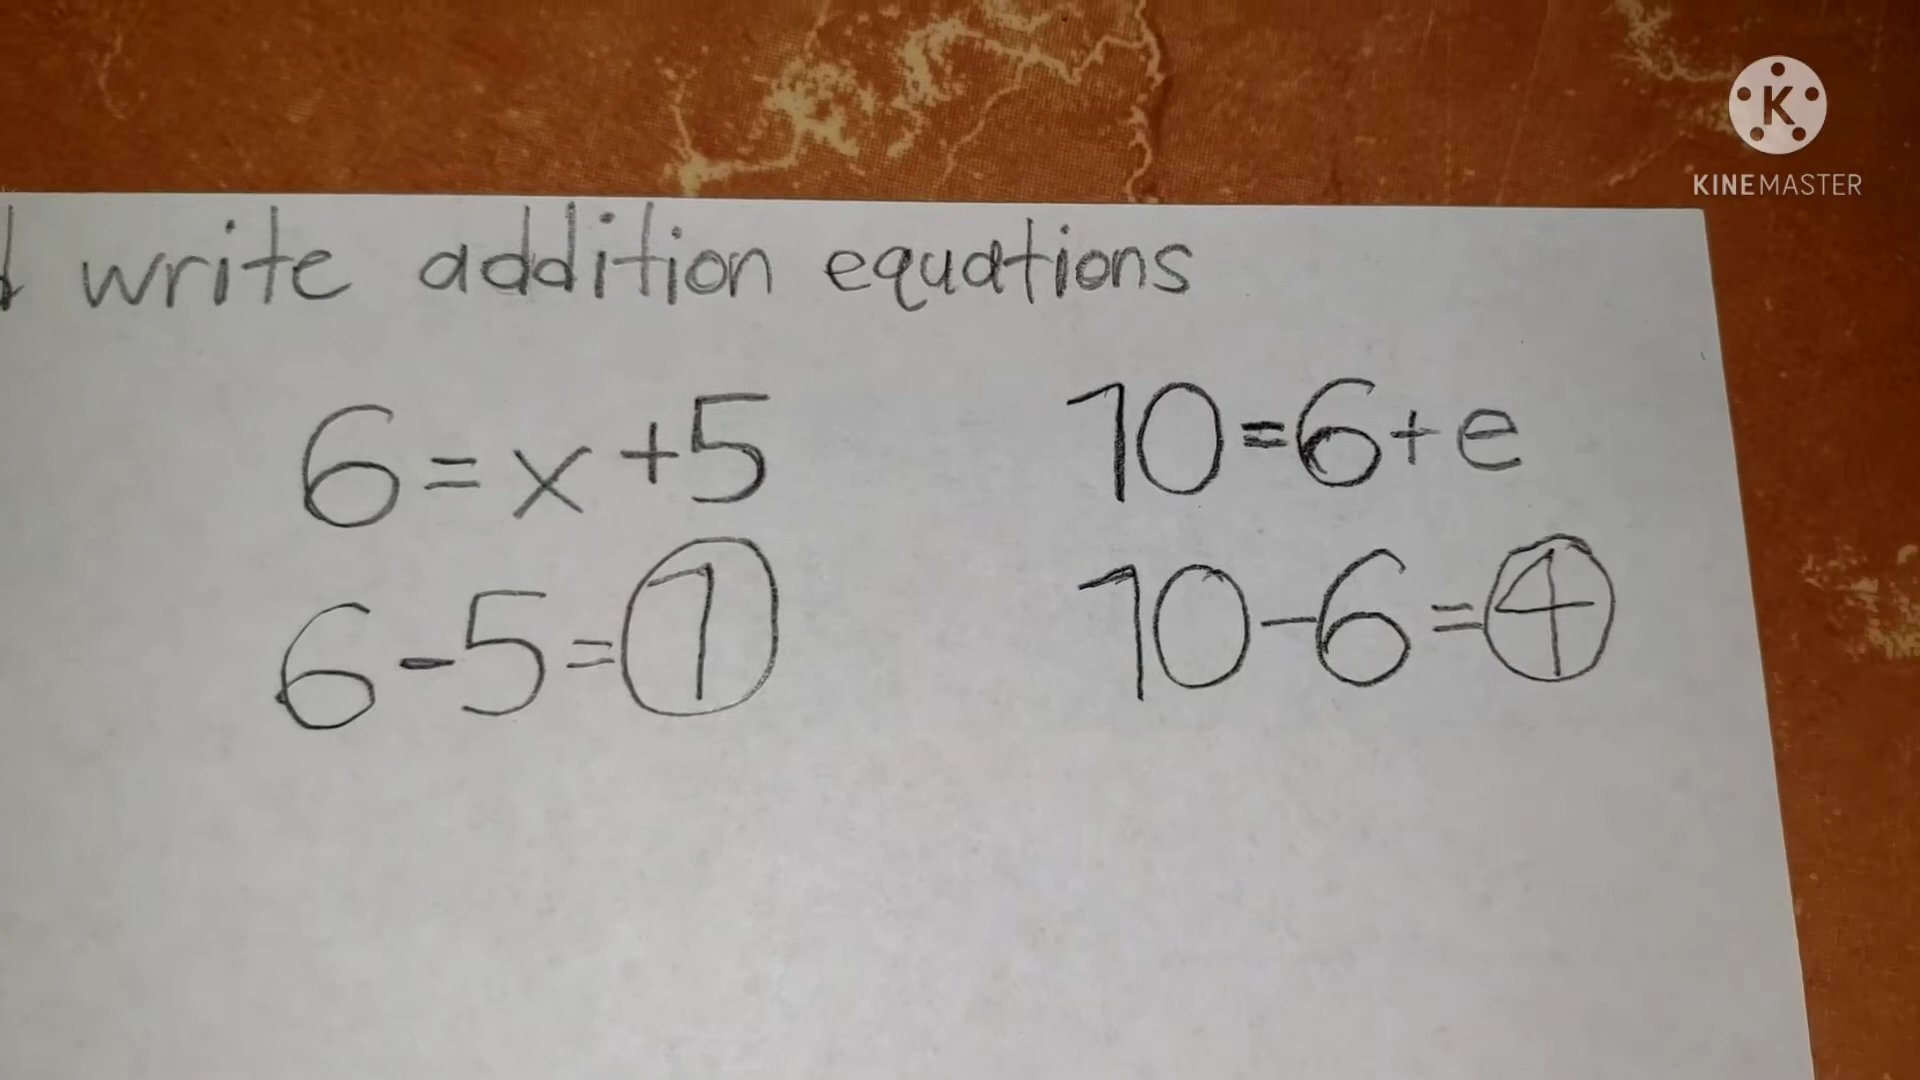 write addition equations
6=x+5
6-5=1
10=6+e
10-6=4
K
KINEMASTER